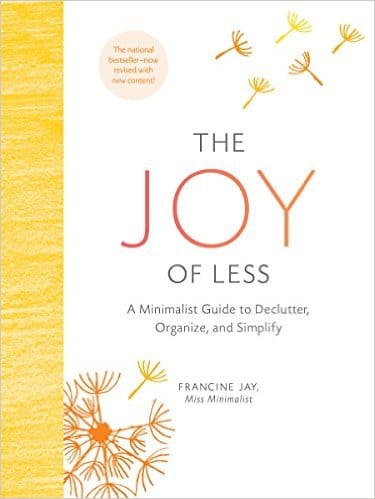 The national
bestseller–now
revised with
new content!
THE
JOY
OF LESS
A Minimalist Guide to Declutter,
Organize, and Simplify
FRANCINE JAY,
Miss Minimalist